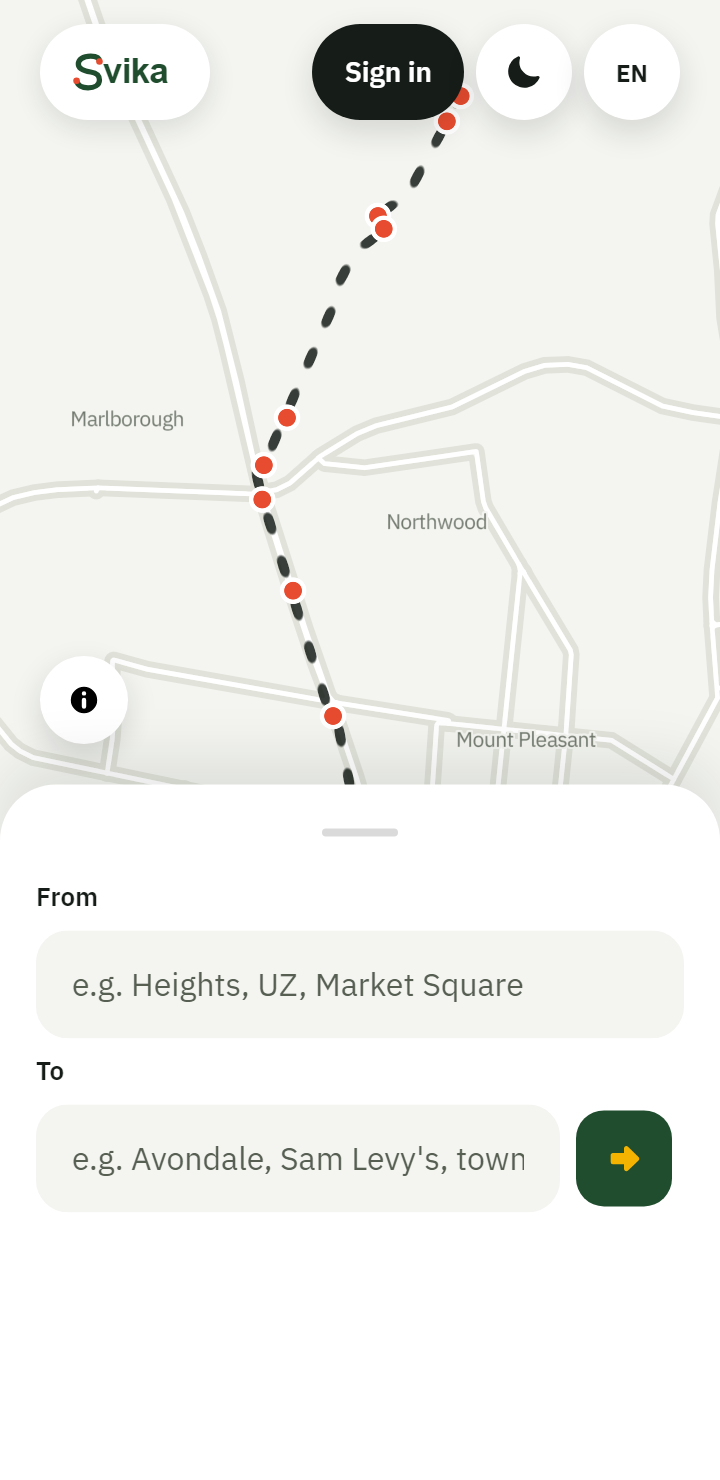 Svika
Sign in
EN
Marlborough
Northwood
Mount Pleasant
From
e.g. Heights, UZ, Market Square
To
e.g. Avondale, Sam Levy's, town